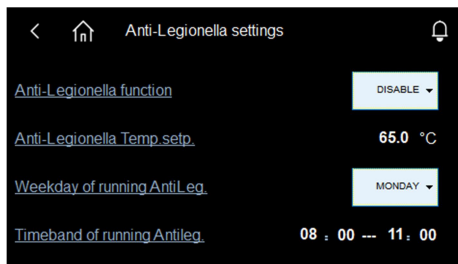 Anti-Legionella settings
Anti-Legionella function DISABLE
Anti-Legionella Temp.setp. 65.0 °C
Weekday of running AntiLeg. MONDAY
Timeband of running Antileg. 08 : 00 --- 11 : 00